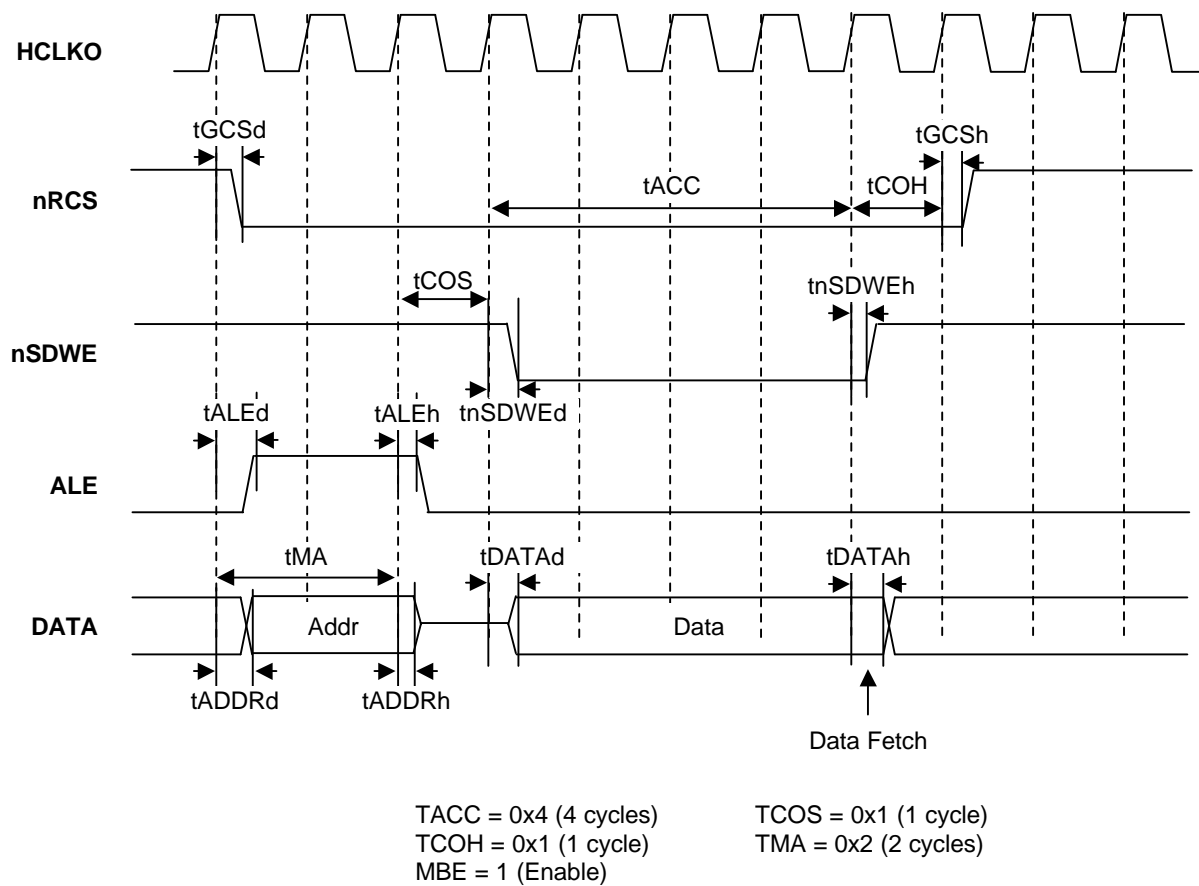 HCLKO
tGCSd
tGCSh
nRCS
tACC
tCOH
tCOS
tnSDWEh
nSDWE
tALEd
tALEh
tnSDWEd
ALE
tMA
tDATAd
tDATAh
DATA
Addr
Data
tADDRd
tADDRh
Data Fetch
TACC = 0x4 (4 cycles)
TCOS = 0x1 (1 cycle)
TCOH = 0x1 (1 cycle)
TMA = 0x2 (2 cycles)
MBE = 1 (Enable)